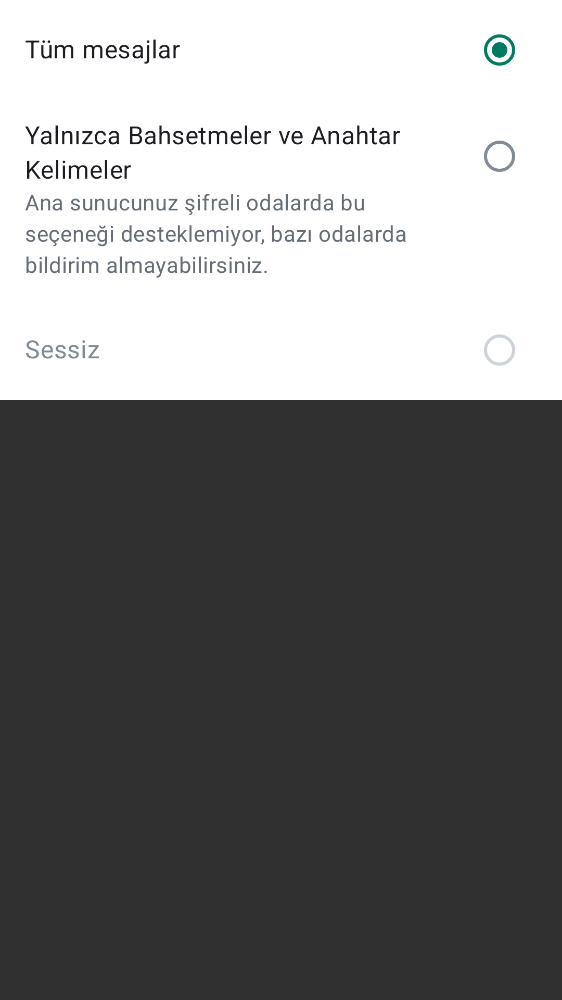 Tüm mesajlar
Yalnızca Bahsetmeler ve Anahtar
Kelimeler
Ana sunucunuz şifreli odalarda bu
seçeneği desteklemiyor, bazı odalarda
bildirim almayabilirsiniz.
Sessiz